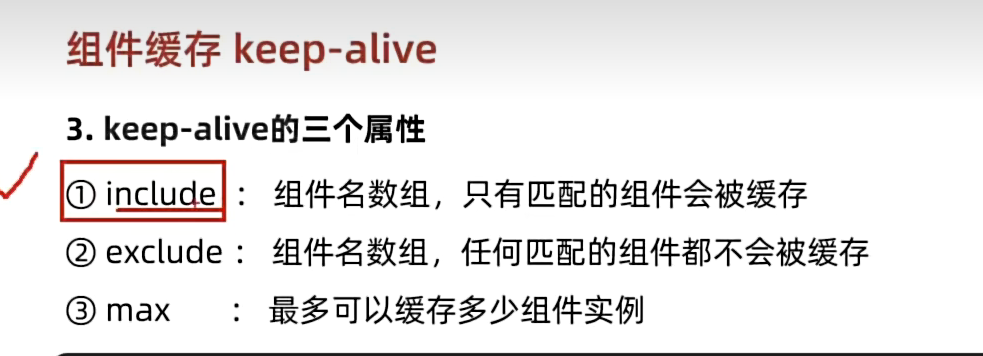 组件缓存 keep-alive
3. keep-alive的三个属性
① include ： 组件名数组，只有匹配的组件会被缓存
② exclude ： 组件名数组，任何匹配的组件都不会被缓存
③ max ： 最多可以缓存多少组件实例